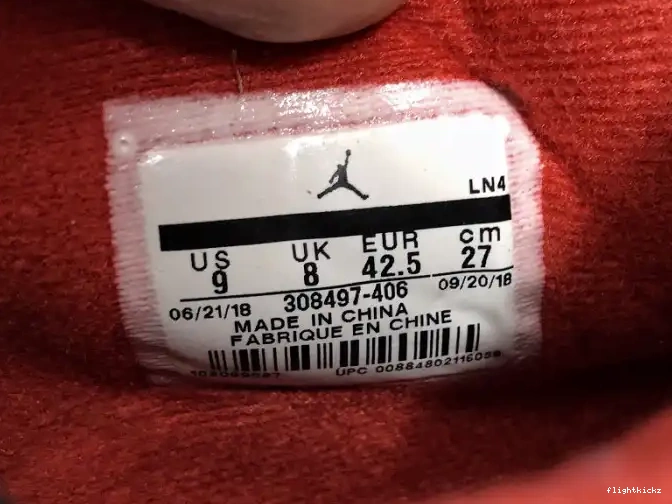 LN4
US UK EUR cm
9 8 42.5 27
06/21/18 308497-406 09/20/18
MADE IN CHINA
FABRIQUE EN CHINE
UPC 00884802116059
flightkickz